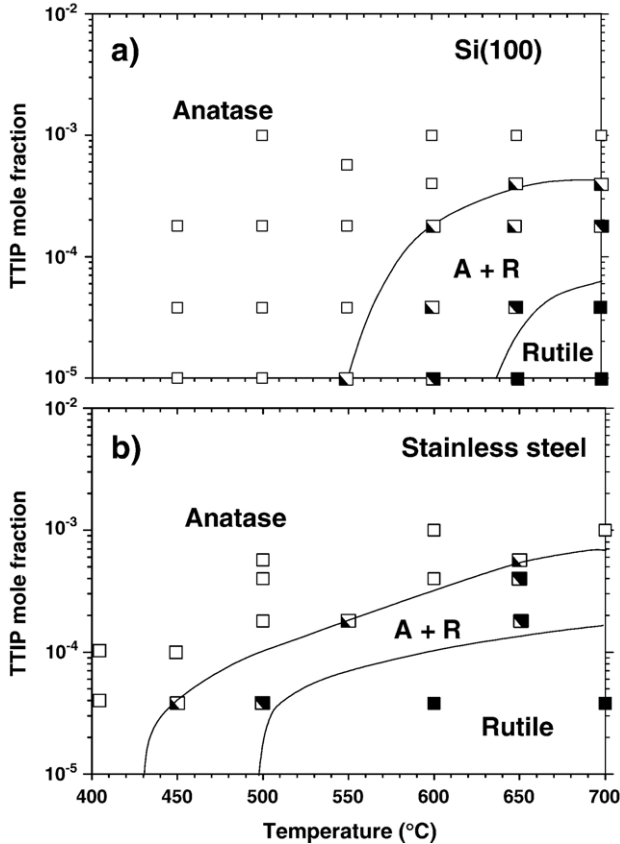 10⁻²
a)
Si(100)
Anatase
10⁻³
TTIP mole fraction
10⁻⁴
A + R
Rutile
10⁻⁵
10⁻²
b)
Stainless steel
Anatase
10⁻³
TTIP mole fraction
A + R
10⁻⁴
Rutile
10⁻⁵
400 450 500 550 600 650 700
Temperature (°C)